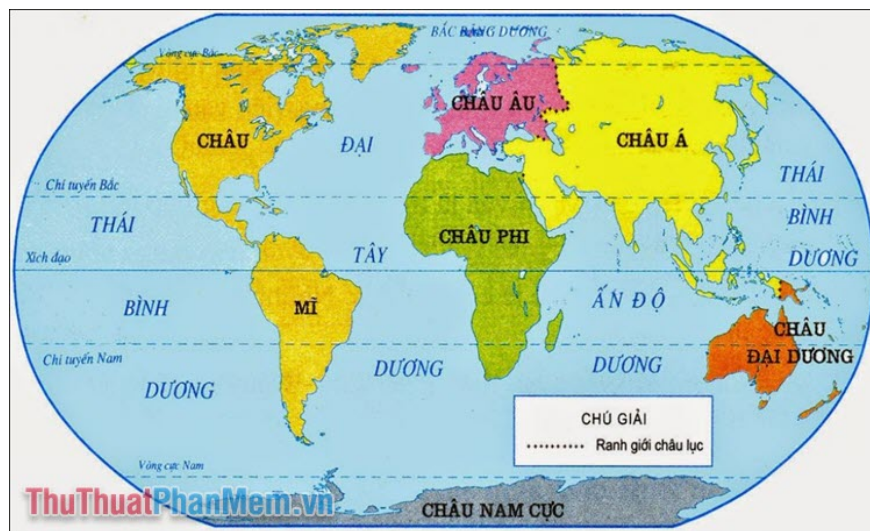 BẮC BĂNG DƯƠNG
Vòng cực Bắc
CHÂU ÂU
CHÂU
ĐẠI
CHÂU Á
THÁI
Chí tuyến Bắc
THÁI
BÌNH
CHÂU PHI
TÂY
DƯƠNG
Xích đạo
BÌNH
MĨ
ẤN ĐỘ
CHÂU
ĐẠI DƯƠNG
Chí tuyến Nam
DƯƠNG
DƯƠNG
DƯƠNG
CHÚ GIẢI
Ranh giới châu lục
Vòng cực Nam
ThuThuatPhanMem.vn
CHÂU NAM CỰC